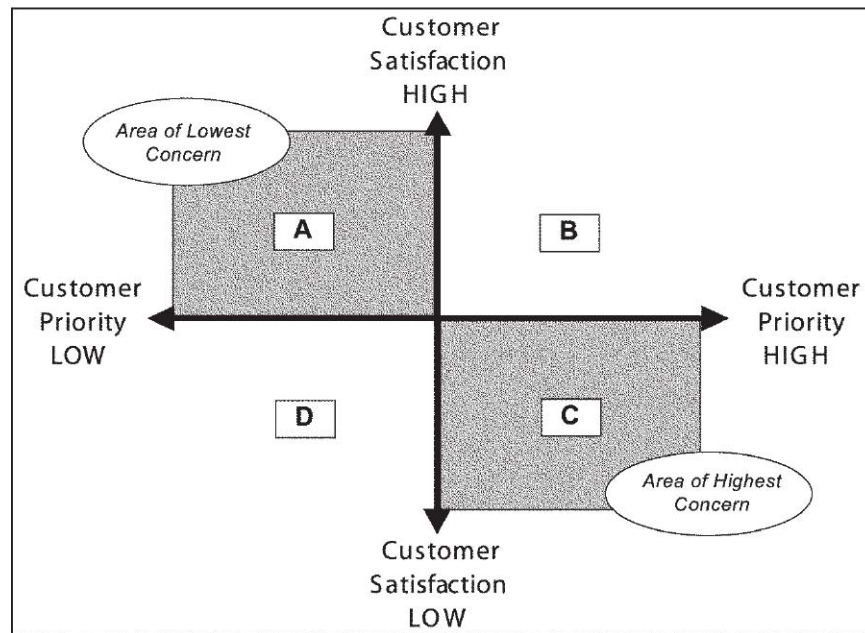 Customer
Satisfaction
HIGH
Area of Lowest
Concern
A
B
Customer
Priority
LOW
Customer
Priority
HIGH
D
C
Area of Highest
Concern
Customer
Satisfaction
LOW